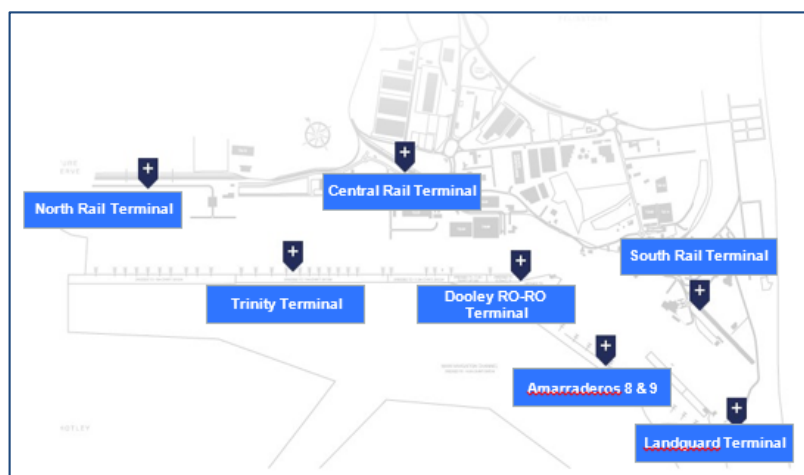 Central Rail Terminal
North Rail Terminal
South Rail Terminal
Trinity Terminal
Dooley RO-RO
Terminal
Amarraderos 8 & 9
Landguard Terminal